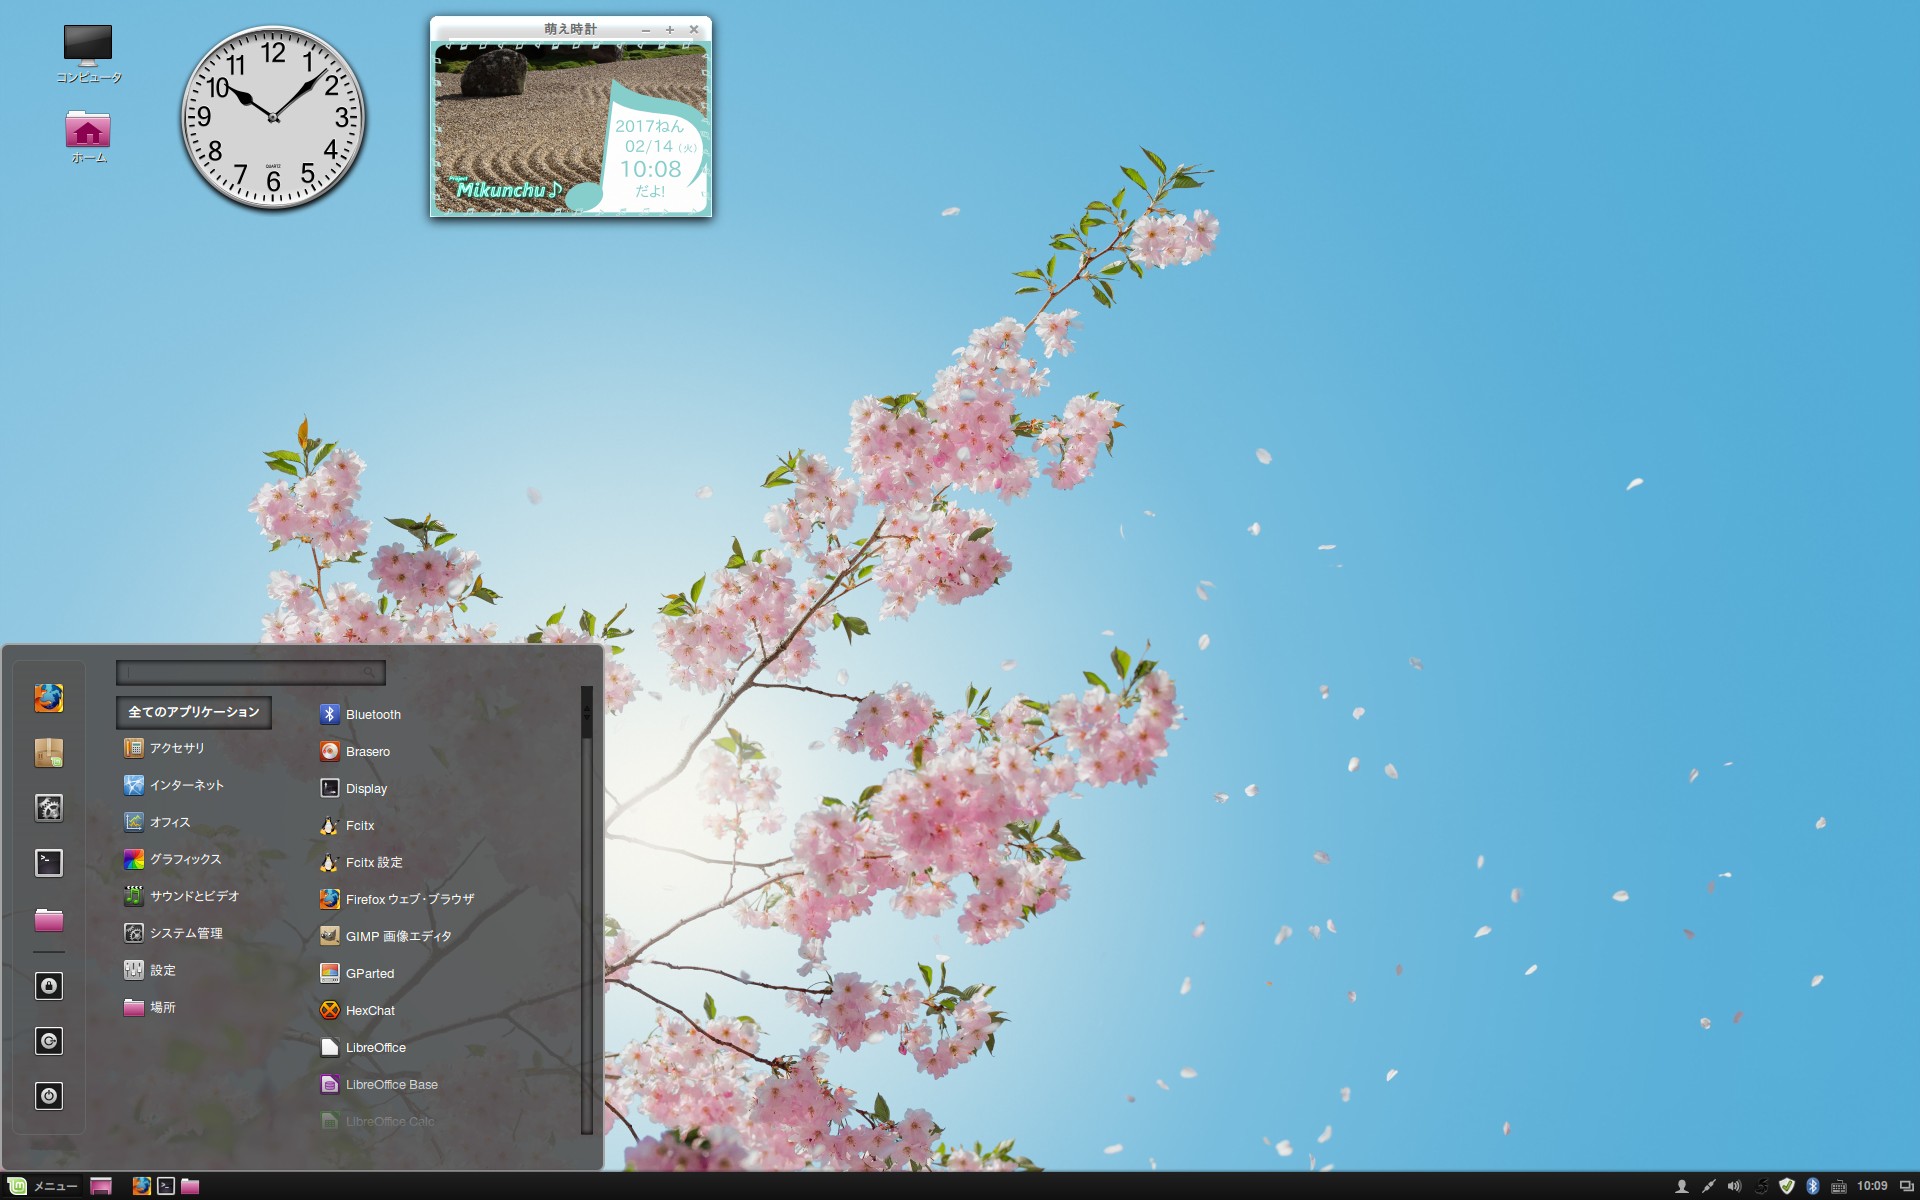 コンピュータ
ホーム
12
1
2
3
4
5
6
7
8
9
10
11
QUARTZ
萌え時計
2017ねん
02/14 (火)
10:08
だよ!
Project
Mikunchu♪
全てのアプリケーション
アクセサリ
インターネット
オフィス
グラフィックス
サウンドとビデオ
システム管理
設定
場所
Bluetooth
Brasero
Display
Fcitx
Fcitx 設定
Firefox ウェブ・ブラウザ
GIMP 画像エディタ
GParted
HexChat
LibreOffice
LibreOffice Base
LibreOffice Calc
メニュー
10:09